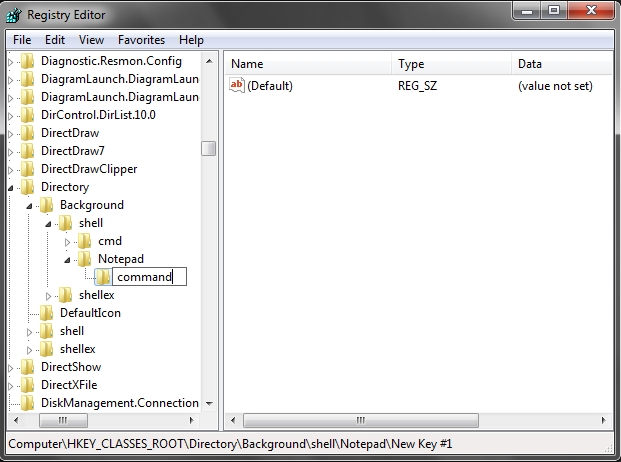 Registry Editor
File Edit View Favorites Help
Diagnostic.Resmon.Config
DiagramLaunch.DiagramLaun
DiagramLaunch.DiagramLaun
DirControl.DirList.10.0
DirectDraw
DirectDraw7
DirectDrawClipper
Directory
Background
shell
cmd
Notepad
command
shellex
DefaultIcon
shell
shellex
DirectShow
DirectXFile
DiskManagement.Connection
Name Type Data
ab (Default) REG_SZ (value not set)
Computer\HKEY_CLASSES_ROOT\Directory\Background\shell\Notepad\New Key #1